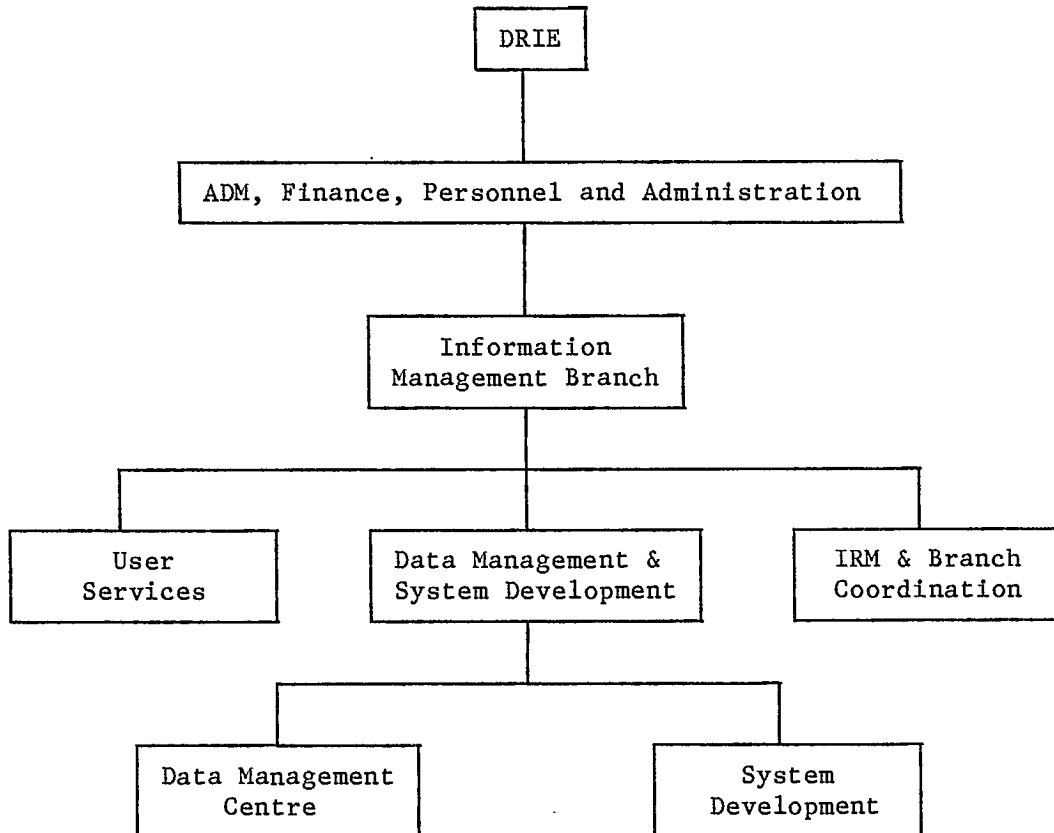 DRIE
ADM, Finance, Personnel and Administration
Information
Management Branch
User
Services
Data Management &
System Development
IRM & Branch
Coordination
Data Management
Centre
System
Development